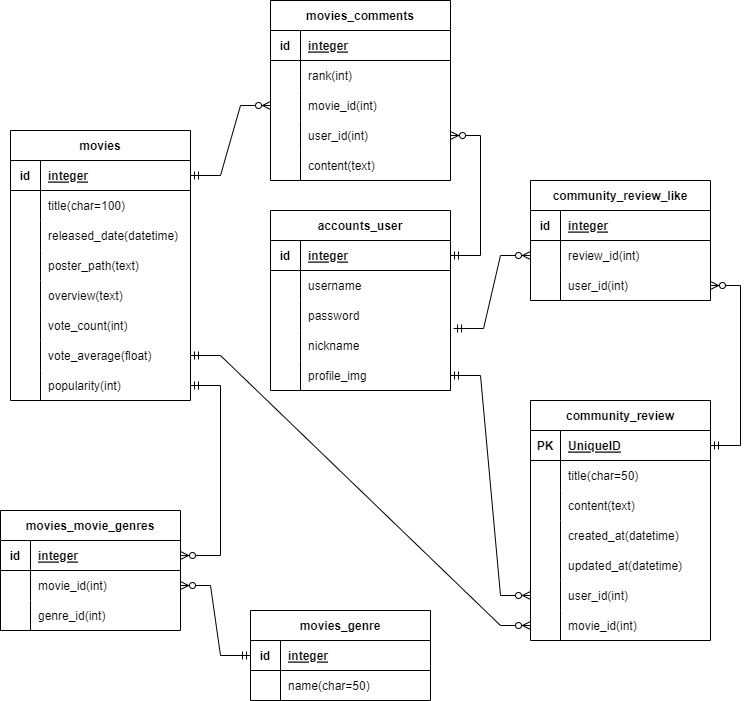 movies_comments
id integer
rank(int)
movie_id(int)
user_id(int)
content(text)
movies
id integer
title(char=100)
released_date(datetime)
poster_path(text)
overview(text)
vote_count(int)
vote_average(float)
popularity(int)
accounts_user
id integer
username
password
nickname
profile_img
community_review_like
id integer
review_id(int)
user_id(int)
community_review
PK UniqueID
title(char=50)
content(text)
created_at(datetime)
updated_at(datetime)
user_id(int)
movie_id(int)
movies_movie_genres
id integer
movie_id(int)
genre_id(int)
movies_genre
id integer
name(char=50)